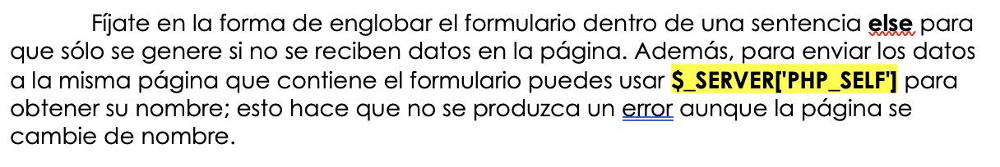 Fíjate en la forma de englobar el formulario dentro de una sentencia else para
que sólo se genere si no se reciben datos en la página. Además, para enviar los datos
a la misma página que contiene el formulario puedes usar $_SERVER['PHP_SELF'] para
obtener su nombre; esto hace que no se produzca un error aunque la página se
cambie de nombre.